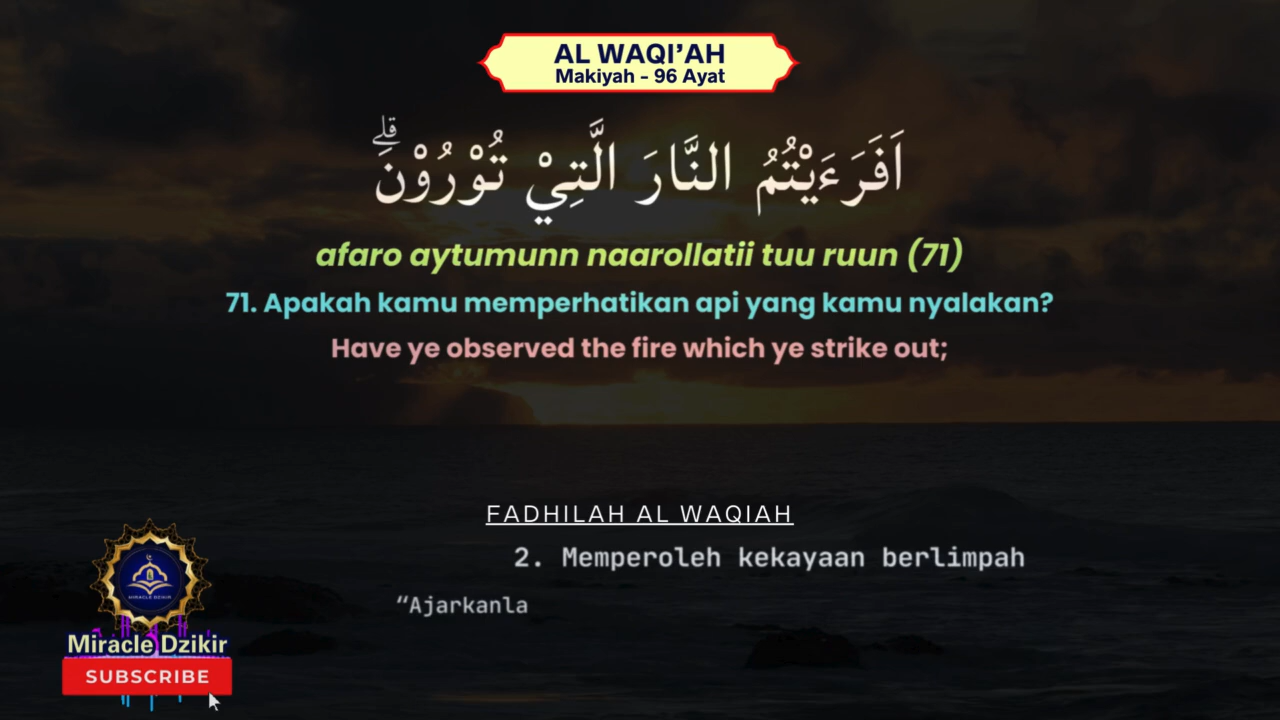 AL WAQI’AH
Makiyah - 96 Ayat
اَفَرَءَيْتُمُ النَّارَ الَّتِيْ تُوْرُوْنَۗ
afaro aytumunn naarollatii tuu ruun (71)
71. Apakah kamu memperhatikan api yang kamu nyalakan?
Have ye observed the fire which ye strike out;
FADHILAH AL WAQIAH
2. Memperoleh kekayaan berlimpah
“Ajarkanla
MIRACLE DZIKIR
Miracle Dzikir
SUBSCRIBE